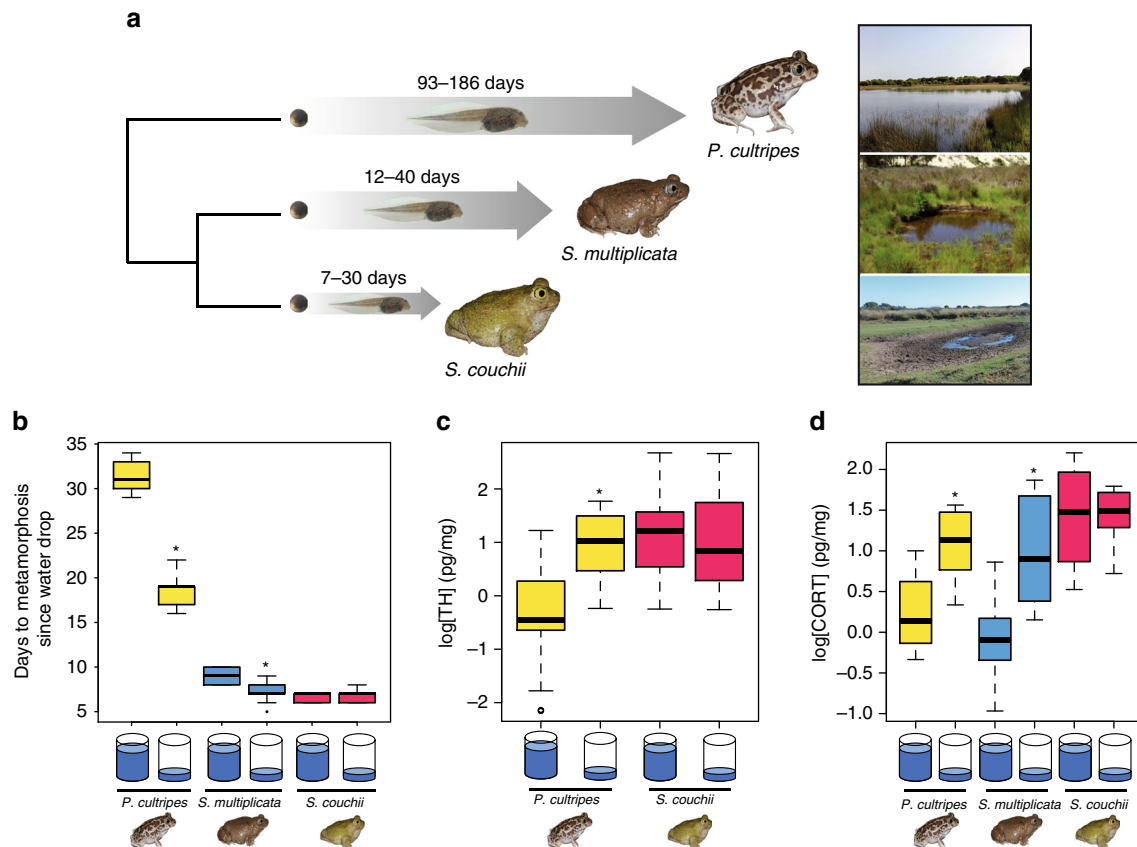 a
93–186 days
P. cultripes
12–40 days
S. multiplicata
7–30 days
S. couchii
b
Days to metamorphosis
since water drop
35
30
25
20
15
10
5
*
*
P. cultripes
S. multiplicata
S. couchii
c
log[TH] (pg/mg)
2
1
0
−1
−2
*
P. cultripes
S. couchii
d
log[CORT] (pg/mg)
2.0
1.5
1.0
0.5
0.0
−0.5
−1.0
*
*
P. cultripes
S. multiplicata
S. couchii